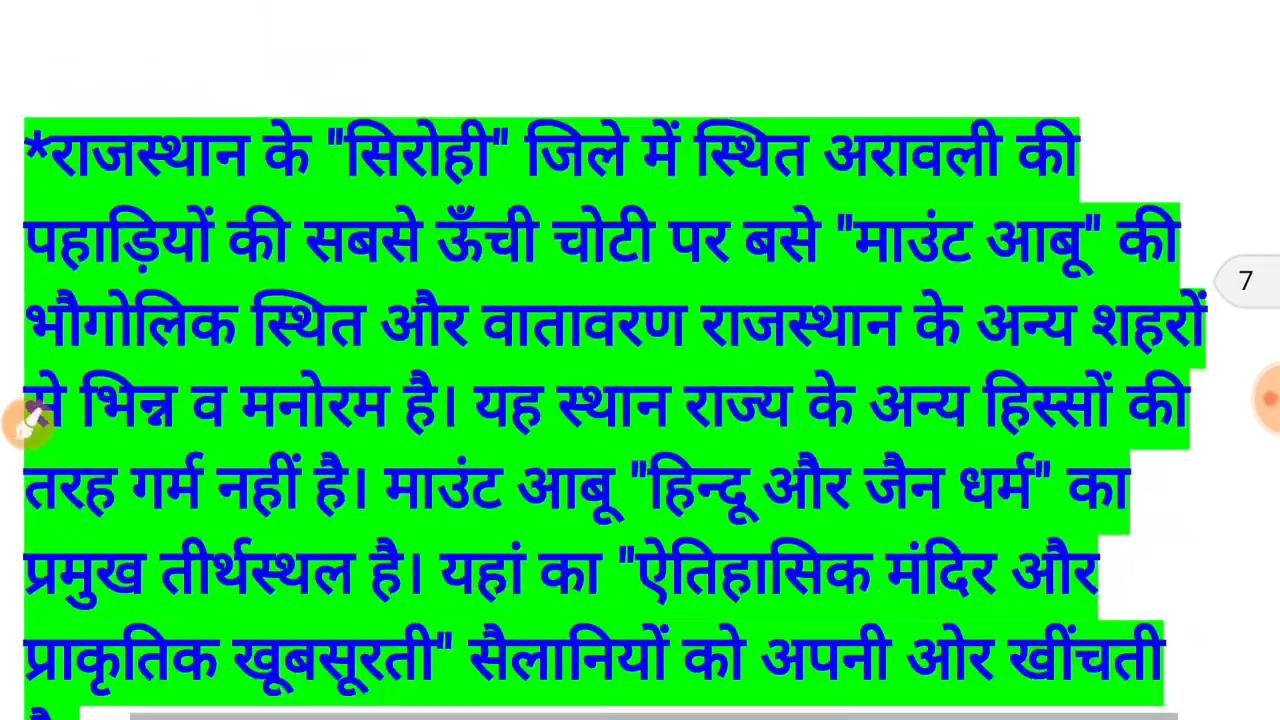 *राजस्थान के "सिरोही" जिले में स्थित अरावली की
पहाड़ियों की सबसे ऊँची चोटी पर बसे "माउंट आबू" की
भौगोलिक स्थित और वातावरण राजस्थान के अन्य शहरों
से भिन्न व मनोरम है। यह स्थान राज्य के अन्य हिस्सों की
तरह गर्म नहीं है। माउंट आबू "हिन्दू और जैन धर्म" का
प्रमुख तीर्थस्थल है। यहां का "ऐतिहासिक मंदिर और
प्राकृतिक खूबसूरती" सैलानियों को अपनी ओर खींचती
7